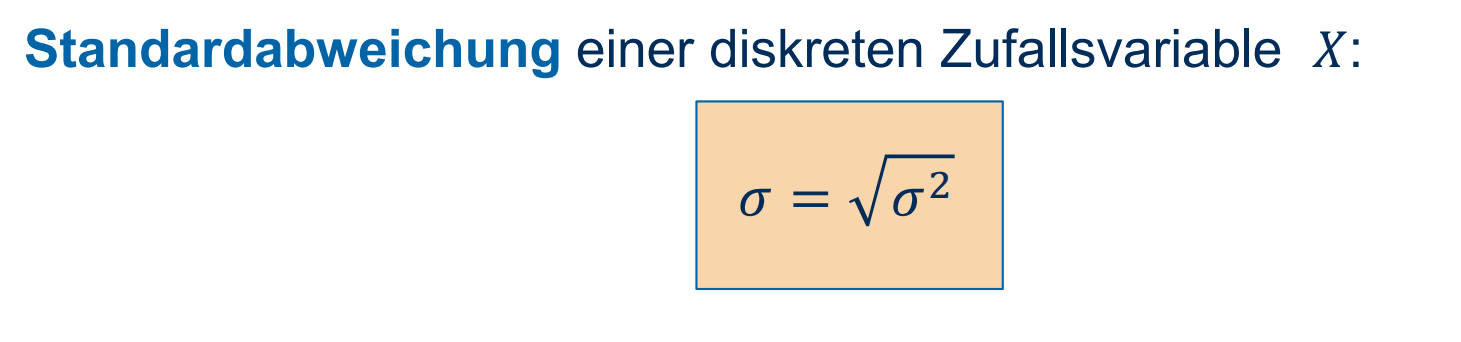 Standardabweichung einer diskreten Zufallsvariable X:
σ = √σ²